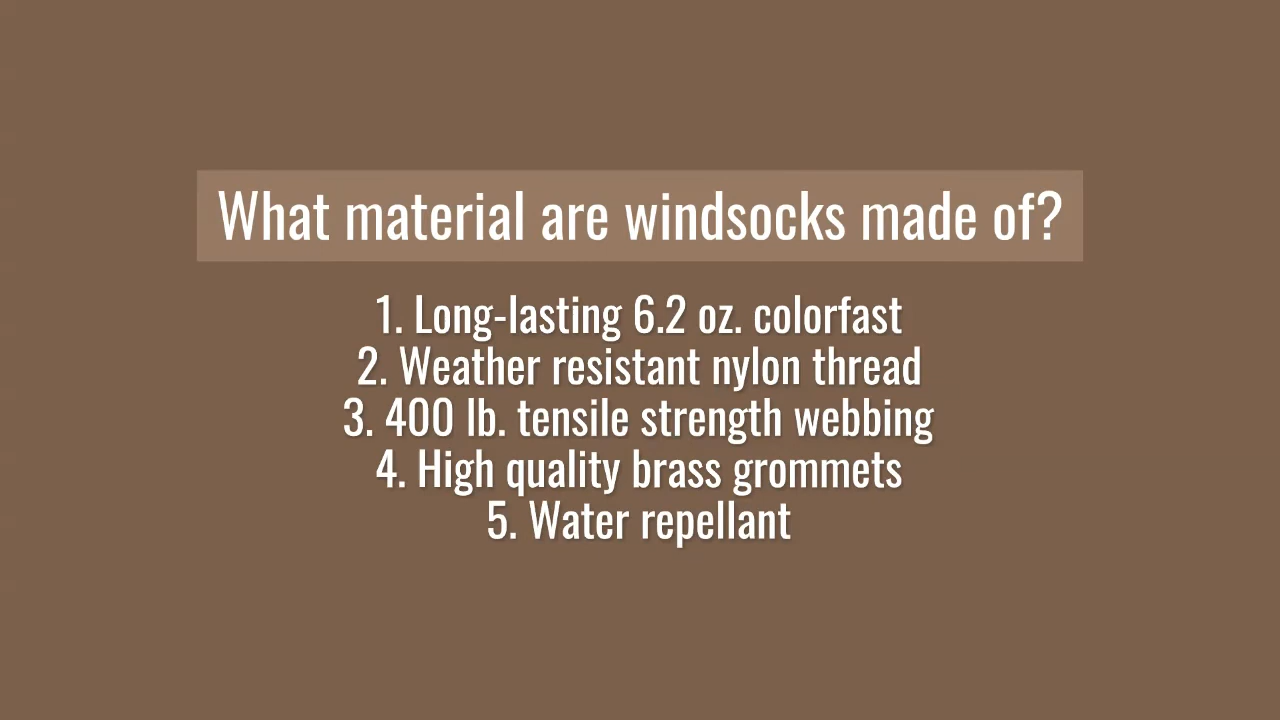 What material are windsocks made of?
1. Long-lasting 6.2 oz. colorfast
2. Weather resistant nylon thread
3. 400 lb. tensile strength webbing
4. High quality brass grommets
5. Water repellant